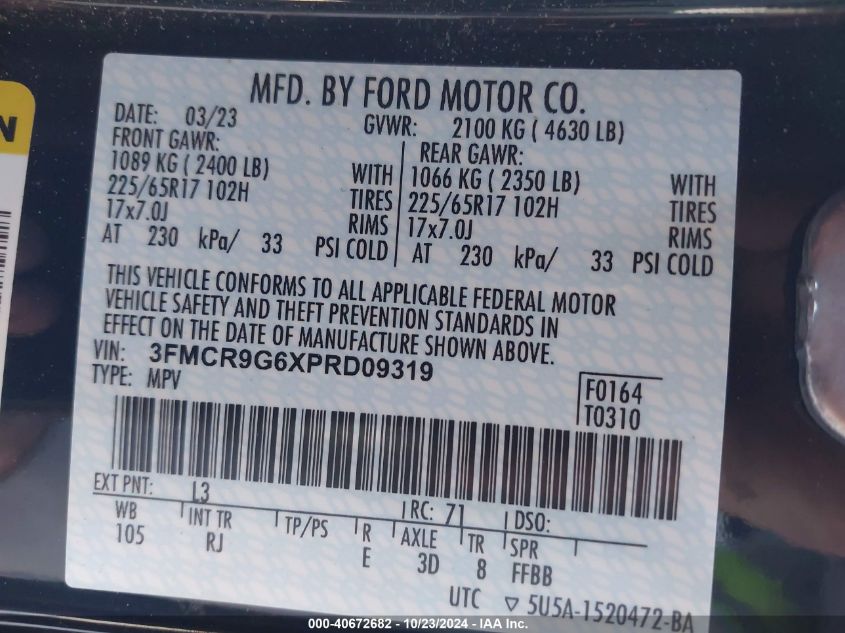 N
MFD. BY FORD MOTOR CO.
DATE: 03/23 GVWR: 2100 KG ( 4630 LB)
FRONT GAWR: REAR GAWR:
1089 KG ( 2400 LB) WITH 1066 KG ( 2350 LB) WITH
225/65R17 102H TIRES 225/65R17 102H TIRES
17x7.0J RIMS 17x7.0J RIMS
AT 230 kPa/ 33 PSI COLD AT 230 kPa/ 33 PSI COLD
THIS VEHICLE CONFORMS TO ALL APPLICABLE FEDERAL MOTOR
VEHICLE SAFETY AND THEFT PREVENTION STANDARDS IN
EFFECT ON THE DATE OF MANUFACTURE SHOWN ABOVE.
VIN: 3FMCR9G6XPRD09319
TYPE: MPV
F0164
T0310
EXT PNT: L3 RC: 71 DSO:
WB INT TR TP/PS R AXLE TR SPR
105 RJ E 3D 8 FFBB
UTC ▽ 5U5A-1520472-BA
000-40672682 - 10/23/2024 - IAA Inc.